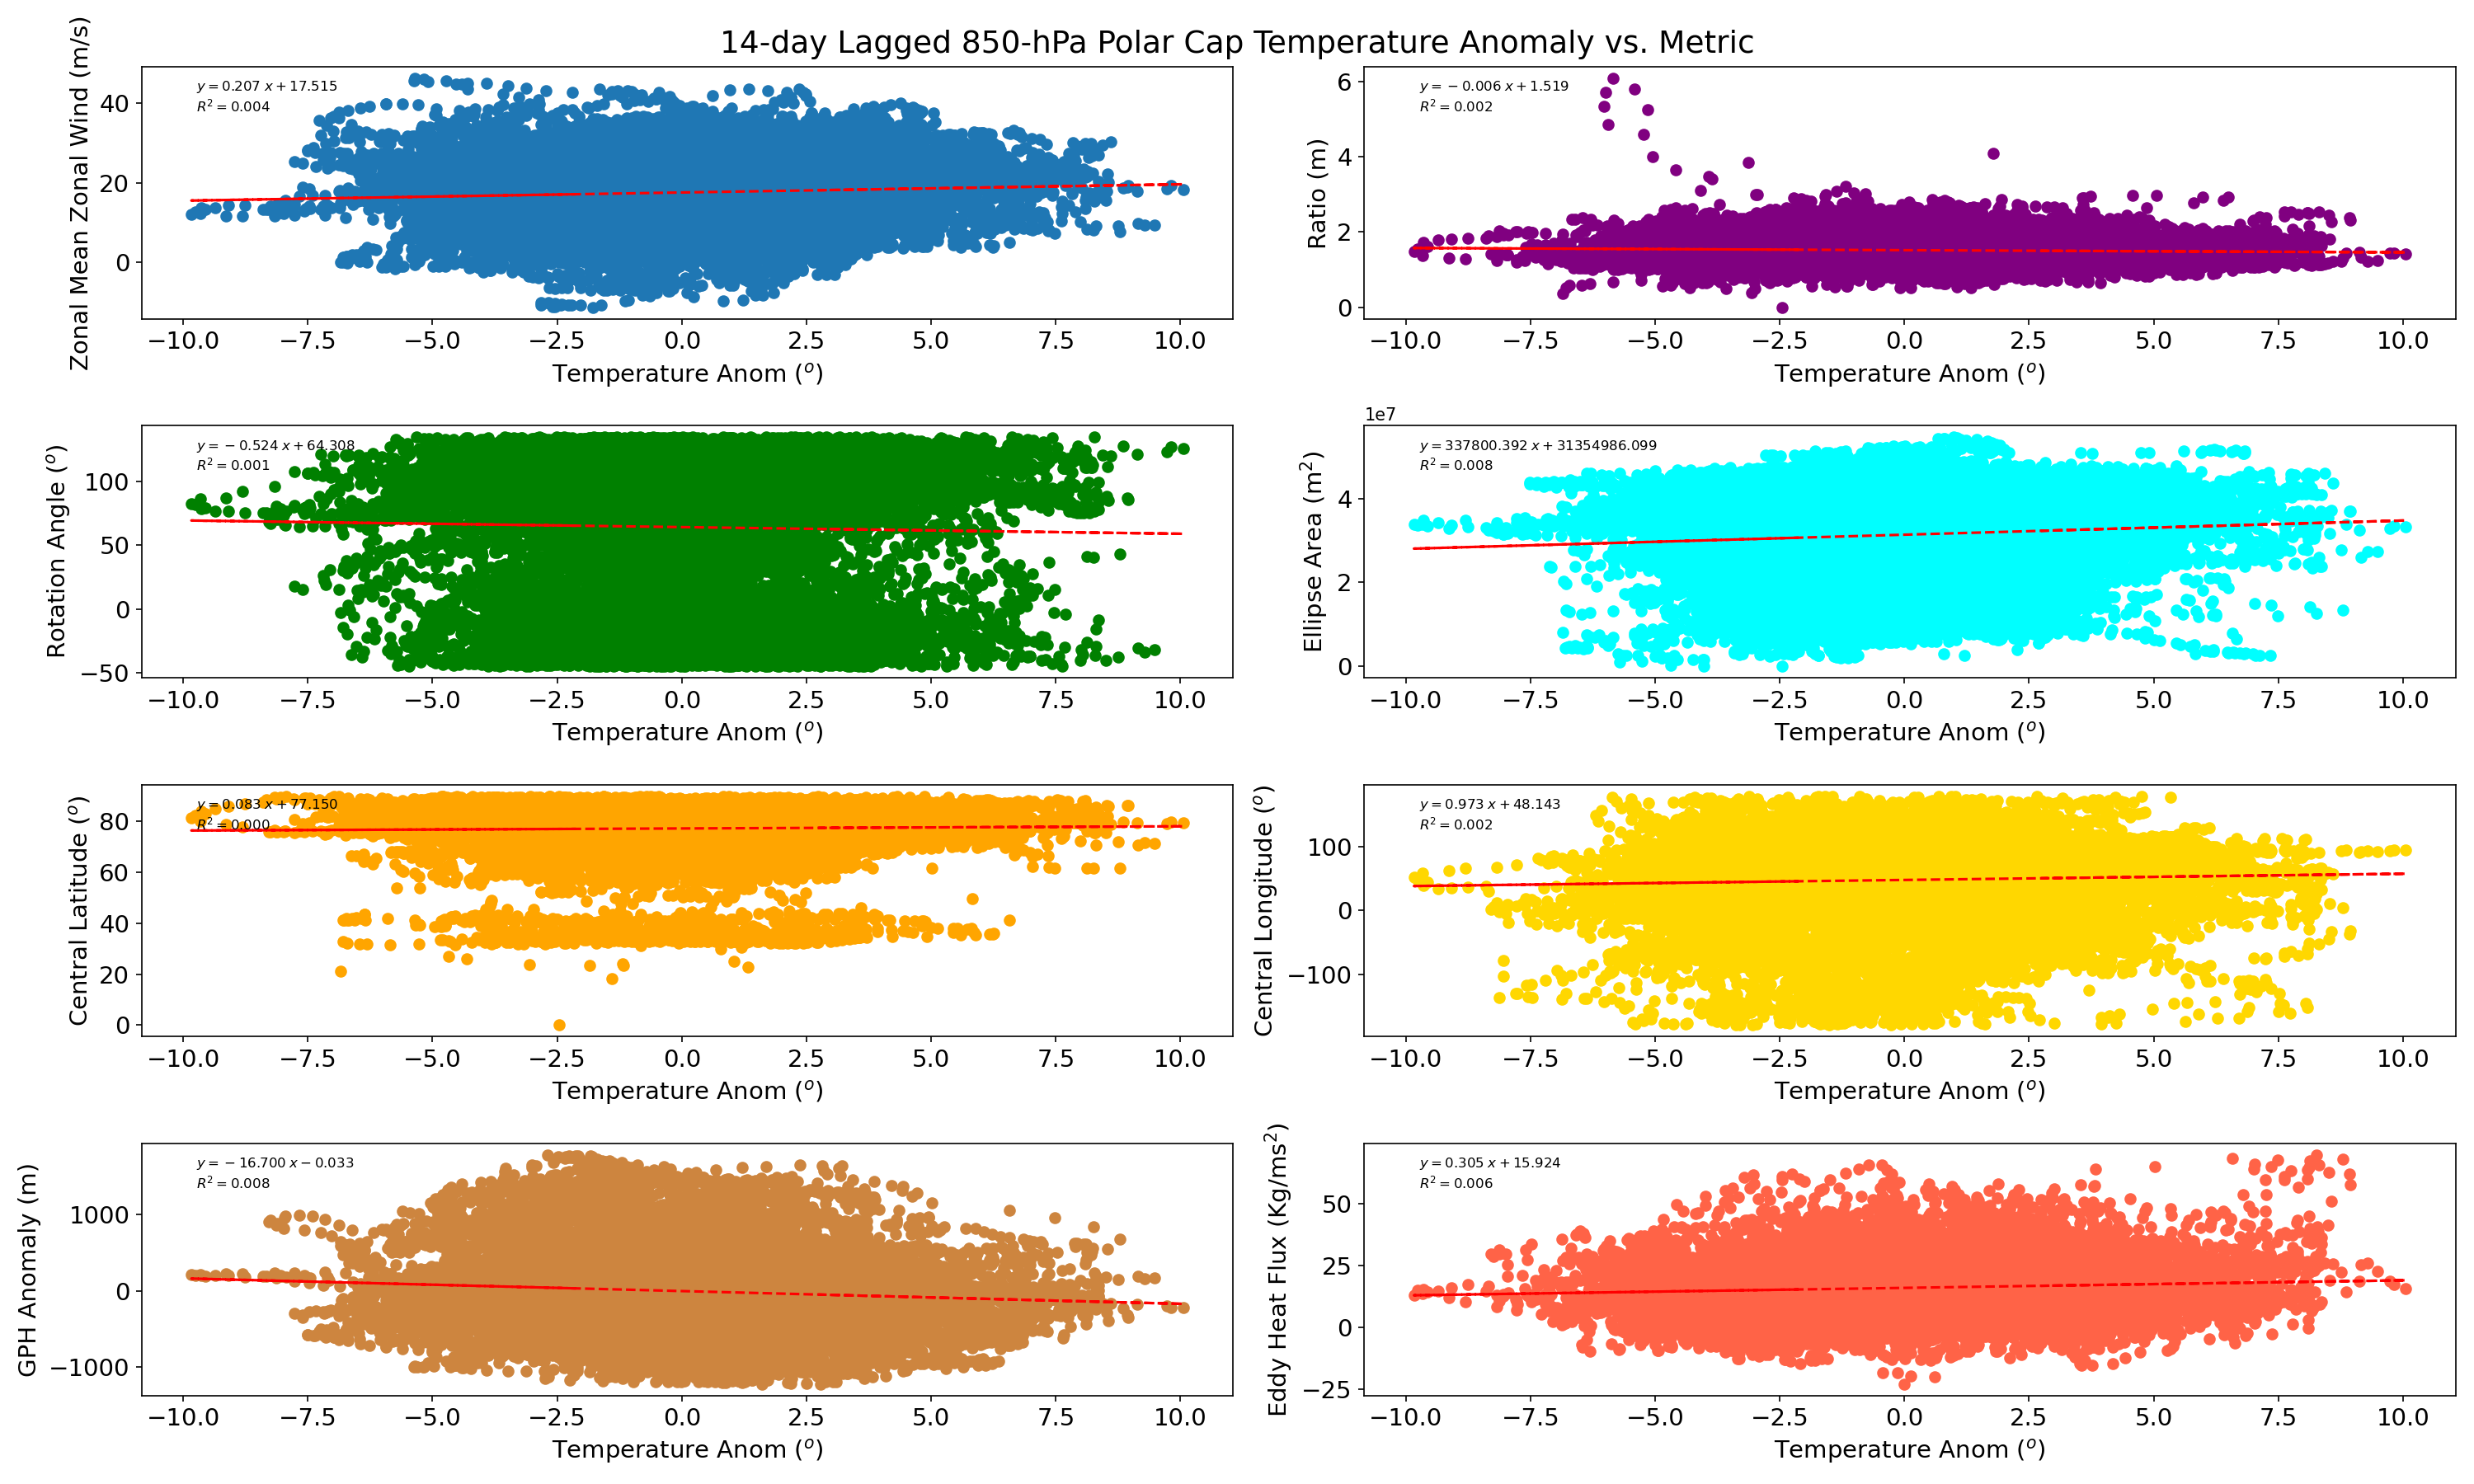 14-day Lagged 850-hPa Polar Cap Temperature Anomaly vs. Metric
Zonal Mean Zonal Wind (m/s)
40
20
0
y = 0.207 x + 17.515
R² = 0.004
−10.0 −7.5 −5.0 −2.5 0.0 2.5 5.0 7.5 10.0
Temperature Anom (°)
Ratio (m)
6
4
2
0
y = − 0.006 x + 1.519
R² = 0.002
−10.0 −7.5 −5.0 −2.5 0.0 2.5 5.0 7.5 10.0
Temperature Anom (°)
Rotation Angle (°)
100
50
0
−50
y = − 0.524 x + 64.308
R² = 0.001
−10.0 −7.5 −5.0 −2.5 0.0 2.5 5.0 7.5 10.0
Temperature Anom (°)
1e7
Ellipse Area (m²)
4
2
0
y = 337800.392 x + 31354986.099
R² = 0.008
−10.0 −7.5 −5.0 −2.5 0.0 2.5 5.0 7.5 10.0
Temperature Anom (°)
Central Latitude (°)
80
60
40
20
0
y = 0.083 x + 77.150
R² = 0.000
−10.0 −7.5 −5.0 −2.5 0.0 2.5 5.0 7.5 10.0
Temperature Anom (°)
Central Longitude (°)
100
0
−100
y = 0.973 x + 48.143
R² = 0.002
−10.0 −7.5 −5.0 −2.5 0.0 2.5 5.0 7.5 10.0
Temperature Anom (°)
GPH Anomaly (m)
1000
0
−1000
y = − 16.700 x − 0.033
R² = 0.008
−10.0 −7.5 −5.0 −2.5 0.0 2.5 5.0 7.5 10.0
Temperature Anom (°)
Eddy Heat Flux (Kg/ms²)
50
25
0
−25
y = 0.305 x + 15.924
R² = 0.006
−10.0 −7.5 −5.0 −2.5 0.0 2.5 5.0 7.5 10.0
Temperature Anom (°)